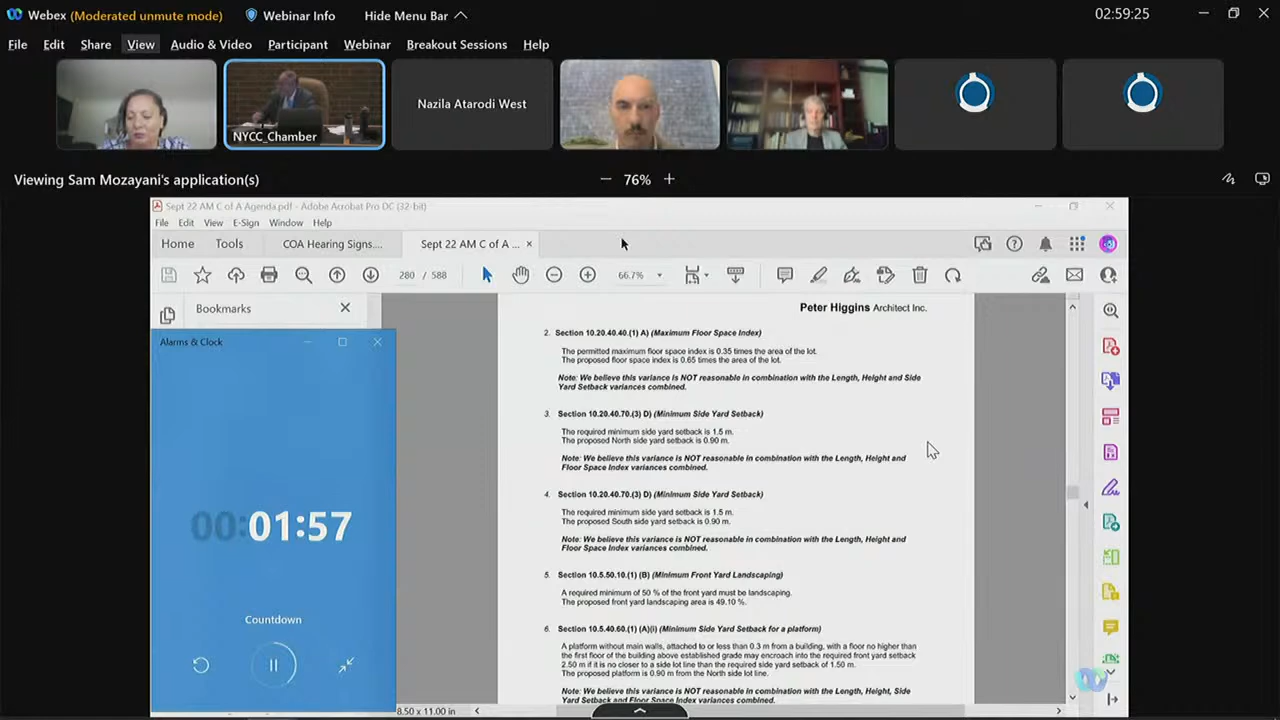 Webex (Moderated unmute mode) Webinar Info Hide Menu Bar 02:59:25
File Edit Share View Audio & Video Participant Webinar Breakout Sessions Help
NYCC_Chamber
Nazila Atarodi West
Viewing Sam Mozayani's application(s) 76%
Sept 22 AM C of A Agenda.pdf - Adobe Acrobat Pro DC (32-bit)
File Edit View E-Sign Window Help
Home Tools COA Hearing Signs.... Sept 22 AM C of A ... ×
280 / 588 66.7%
Bookmarks
Alarms & Clock
00:01:57
Countdown
Peter Higgins Architect Inc.
2. Section 10.20.40.40.(1) A) (Maximum Floor Space Index)
The permitted maximum floor space index is 0.35 times the area of the lot.
The proposed floor space index is 0.65 times the area of the lot.
Note: We believe this variance is NOT reasonable in combination with the Length, Height and Side
Yard Setback variances combined.
3. Section 10.20.40.70.(3) D) (Minimum Side Yard Setback)
The required minimum side yard setback is 1.5 m.
The proposed North side yard setback is 0.90 m.
Note: We believe this variance is NOT reasonable in combination with the Length, Height and
Floor Space Index variances combined.
4. Section 10.20.40.70.(3) D) (Minimum Side Yard Setback)
The required minimum side yard setback is 1.5 m.
The proposed South side yard setback is 0.90 m.
Note: We believe this variance is NOT reasonable in combination with the Length, Height and
Floor Space Index variances combined.
5. Section 10.5.50.10.(1) (B) (Minimum Front Yard Landscaping)
A required minimum of 50 % of the front yard must be landscaping.
The proposed front yard landscaping area is 49.10 %.
6. Section 10.5.40.60.(1) (A)(i) (Minimum Side Yard Setback for a platform)
A platform without main walls, attached to or less than 0.3 m from a building, with a floor no higher than
the first floor of the building above established grade may encroach into the required front yard setback
2.50 m if it is no closer to a side lot line than the required side yard setback of 1.50 m.
The proposed platform is 0.90 m from the North side lot line.
Note: We believe this variance is NOT reasonable in combination with the Length, Height, Side
Yard Setback and Floor Space Index variances combined.
8.50 x 11.00 in